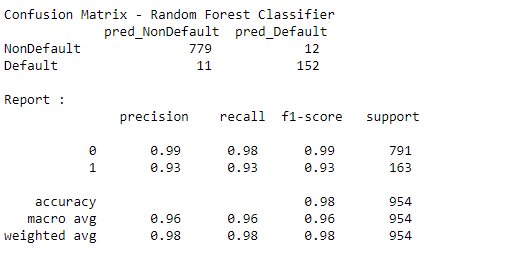 Confusion Matrix - Random Forest Classifier
pred_NonDefault pred_Default
NonDefault 779 12
Default 11 152
Report :
precision recall f1-score support
0 0.99 0.98 0.99 791
1 0.93 0.93 0.93 163
accuracy 0.98 954
macro avg 0.96 0.96 0.96 954
weighted avg 0.98 0.98 0.98 954